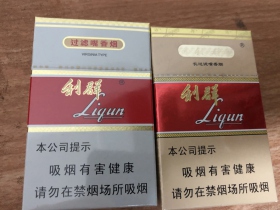 过滤嘴香烟
利群
Liqun
本公司提示
吸烟有害健康
请勿在禁烟场所吸烟
利群
Liqun
本公司提示
吸烟有害健康
请勿在禁烟场所吸烟